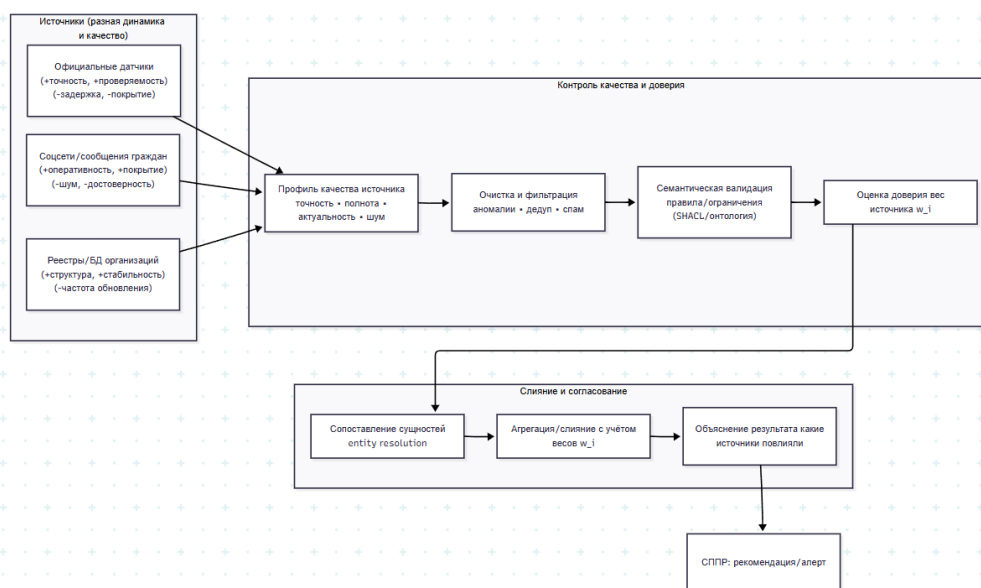 Источники (разная динамика
и качество)
Официальные датчики
(+точность, +проверяемость)
(-задержка, -покрытие)
Соцсети/сообщения граждан
(+оперативность, +покрытие)
(-шум, -достоверность)
Реестры/БД организаций
(+структура, +стабильность)
(-частота обновления)
Контроль качества и доверия
Профиль качества источника
точность • полнота •
актуальность • шум
Очистка и фильтрация
аномалии • дедуп • спам
Семантическая валидация
правила/ограничения
(SHACL/онтология)
Оценка доверия вес
источника w_i
Слияние и согласование
Сопоставление сущностей
entity resolution
Агрегация/слияние с учётом
весов w_i
Объяснение результата какие
источники повлияли
СППР: рекомендация/алерт